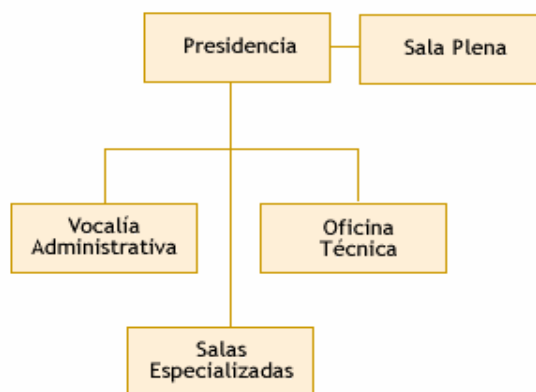 Presidencia
Sala Plena
Vocalía
Administrativa
Oficina
Técnica
Salas
Especializadas